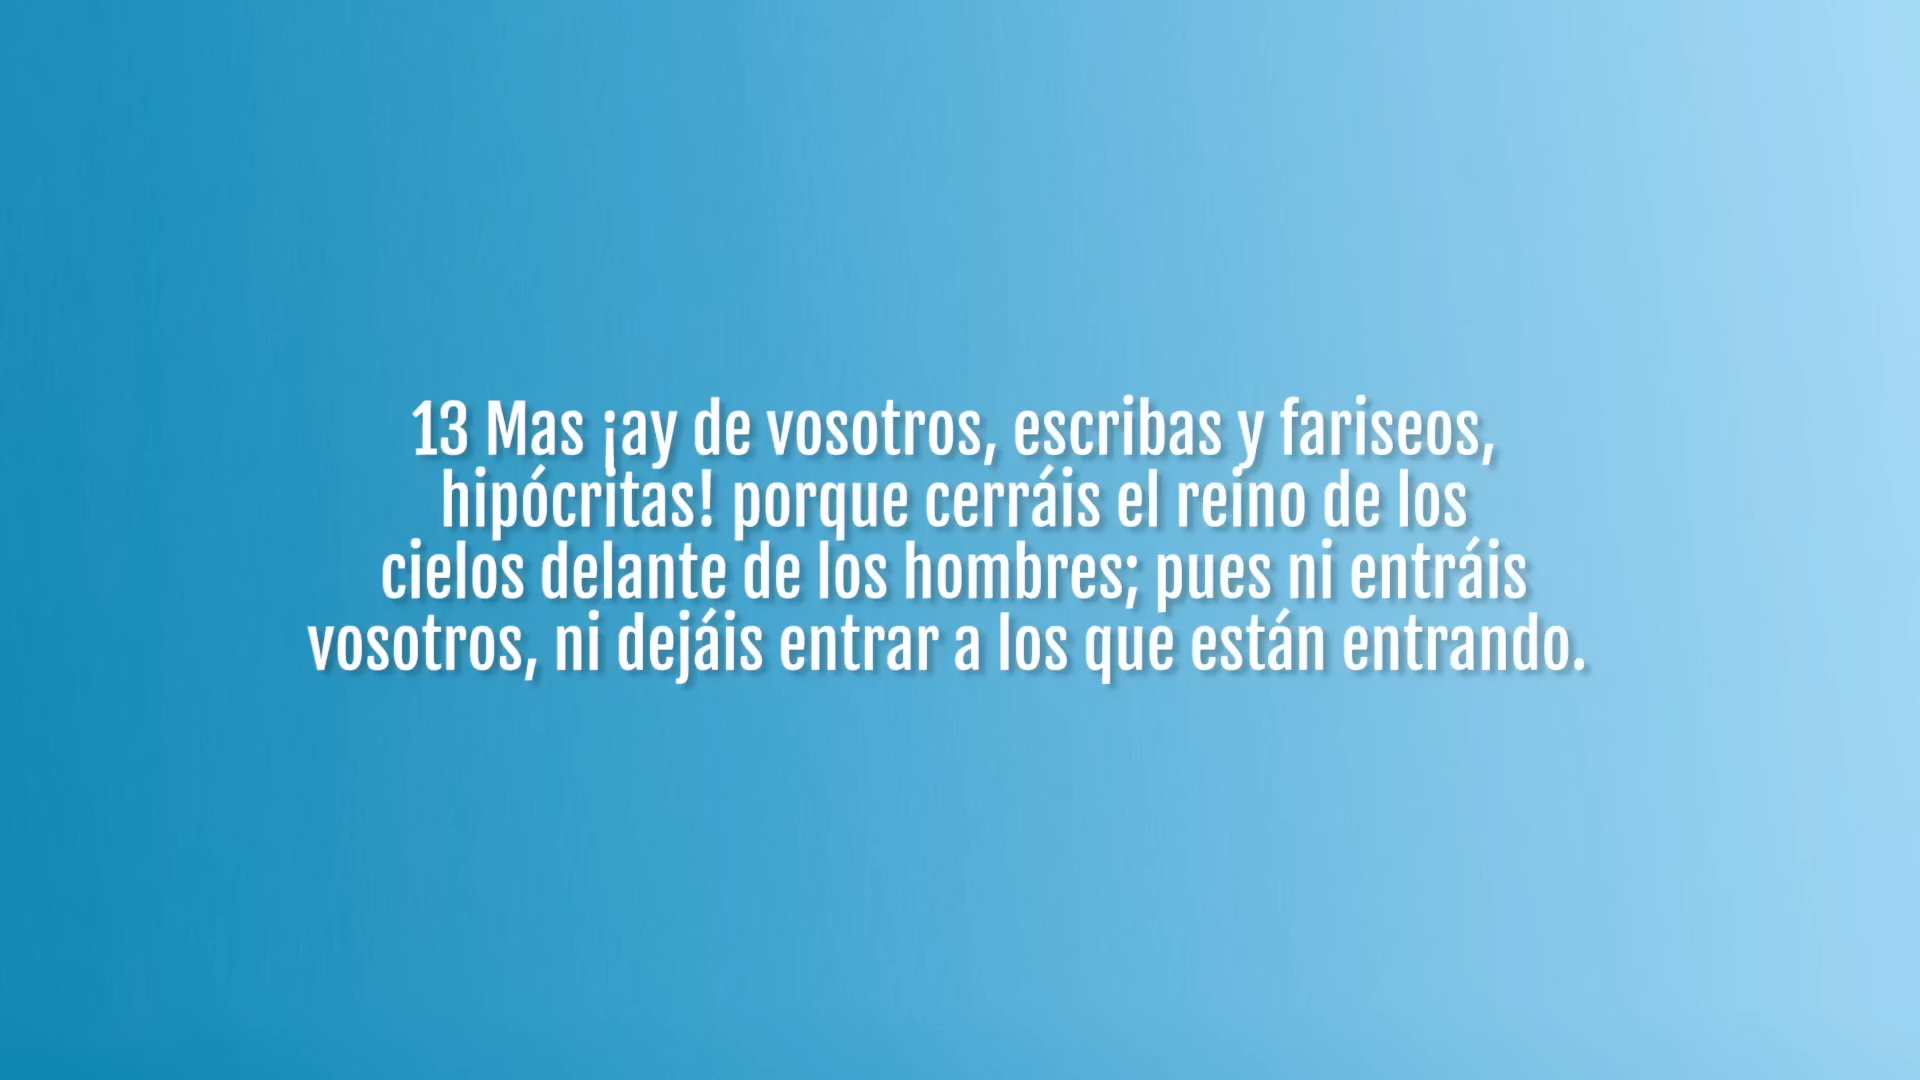 13 Mas ¡ay de vosotros, escribas y fariseos,
hipócritas! porque cerráis el reino de los
cielos delante de los hombres; pues ni entráis
vosotros, ni dejáis entrar a los que están entrando.